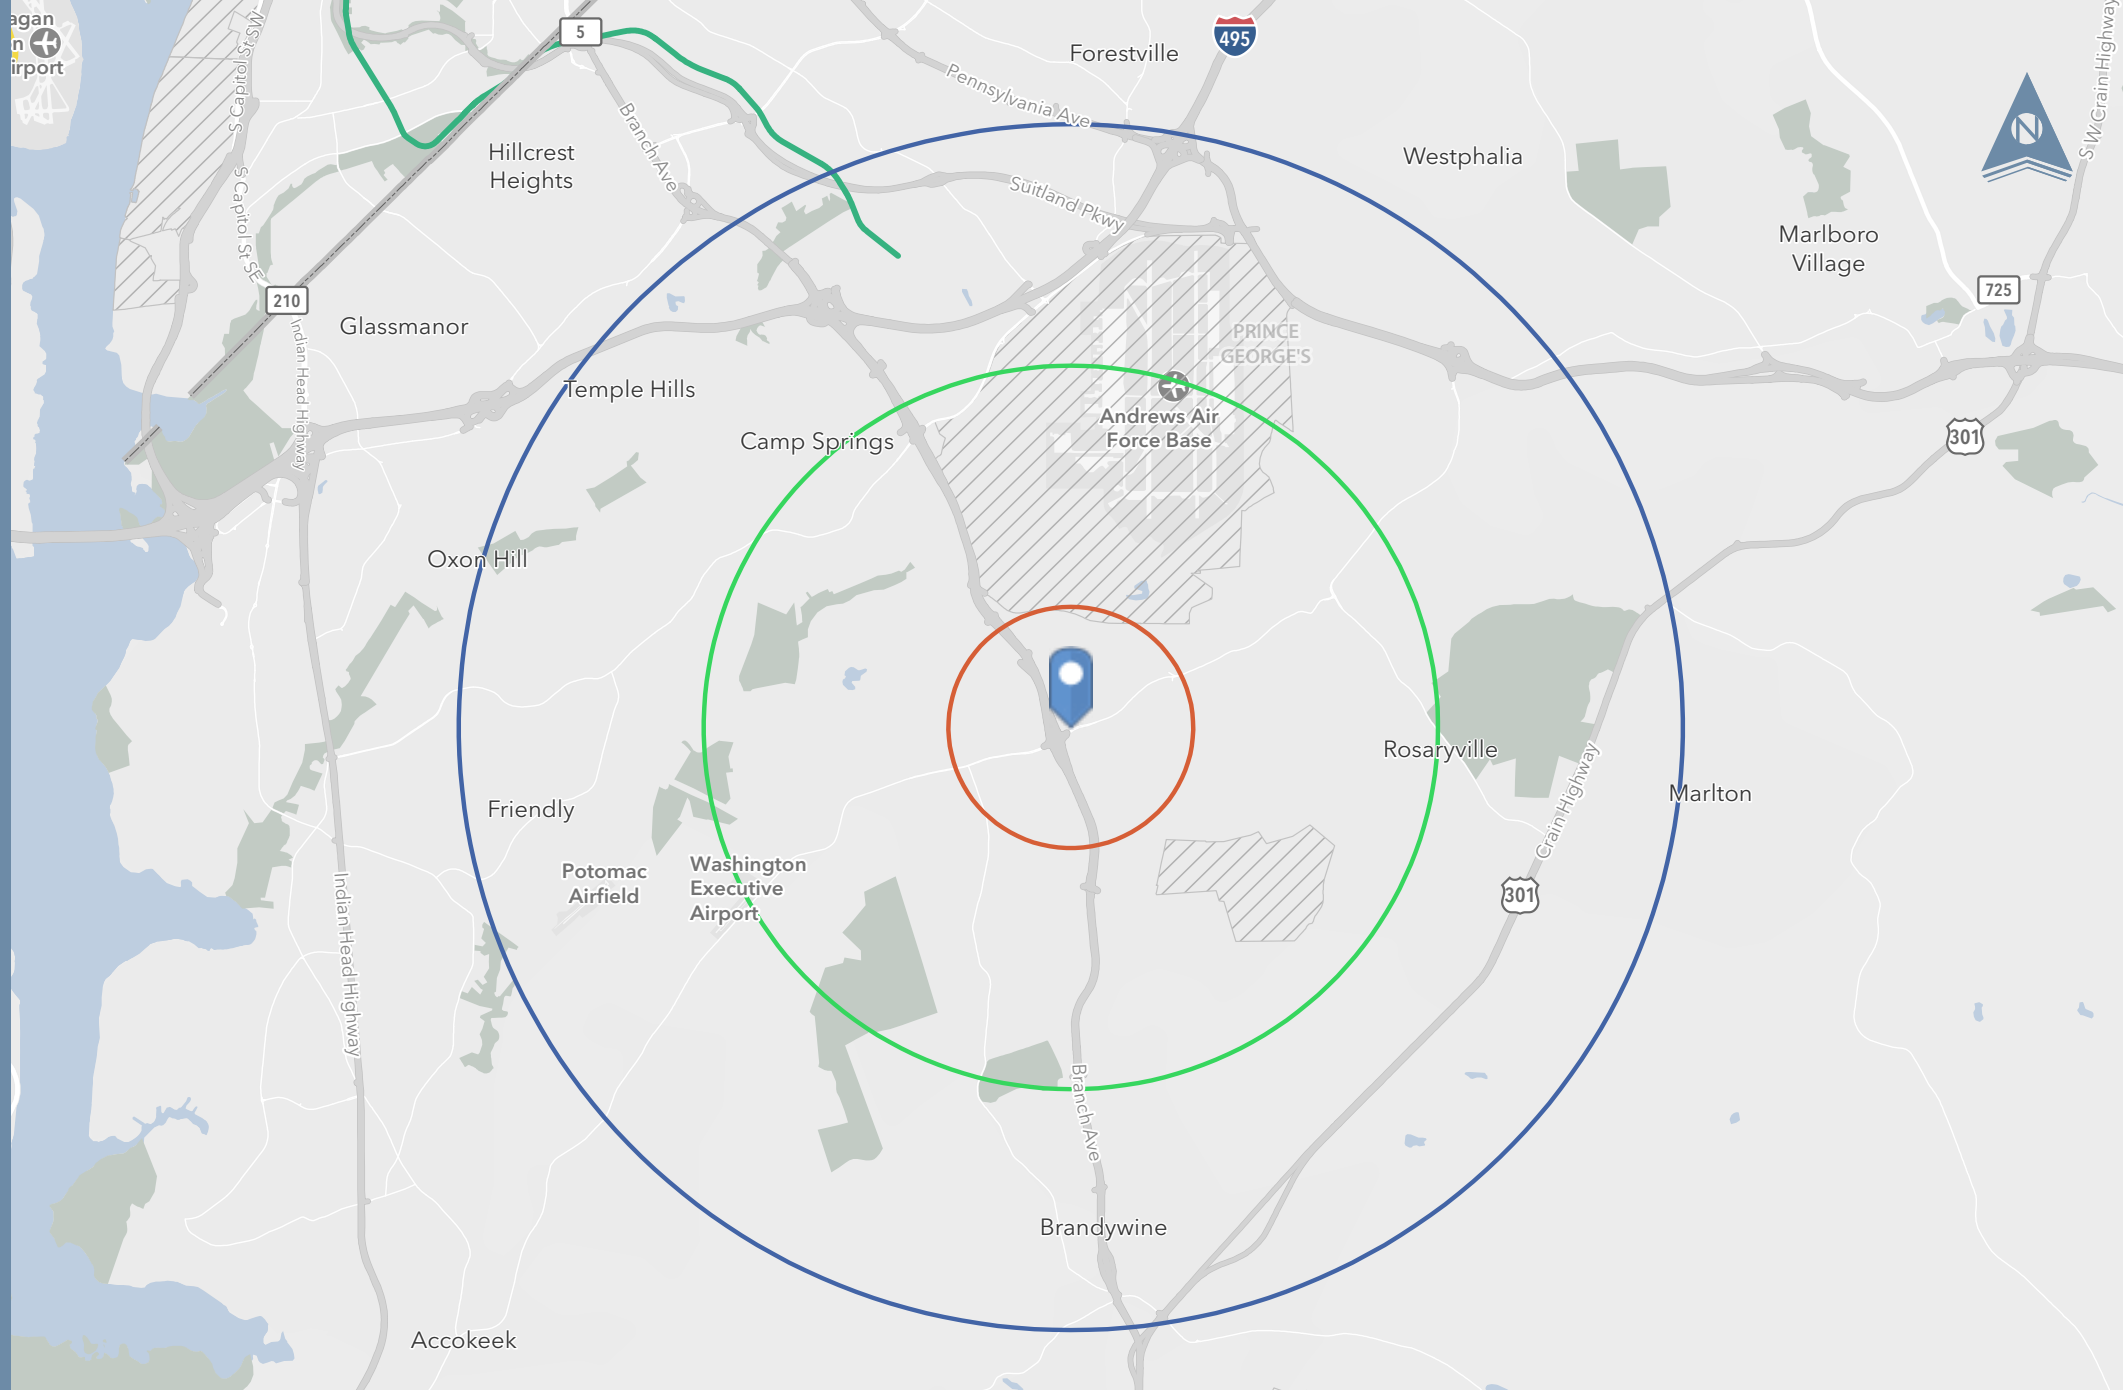 agan
n
irport
S Capitol St SW
S Capitol St SE
5
495
Forestville
Pennsylvania Ave
Branch Ave
Hillcrest
Heights
Westphalia
N
S W Crain Highway
Suitland Pkwy
Marlboro
Village
725
210
Indian Head Highway
Glassmanor
PRINCE
GEORGE'S
Temple Hills
Andrews Air
Force Base
Camp Springs
301
Oxon Hill
Rosaryville
Crain Highway
Marlton
Friendly
Potomac
Airfield
Washington
Executive
Airport
301
Indian Head Highway
Branch Ave
Brandywine
Accokeek